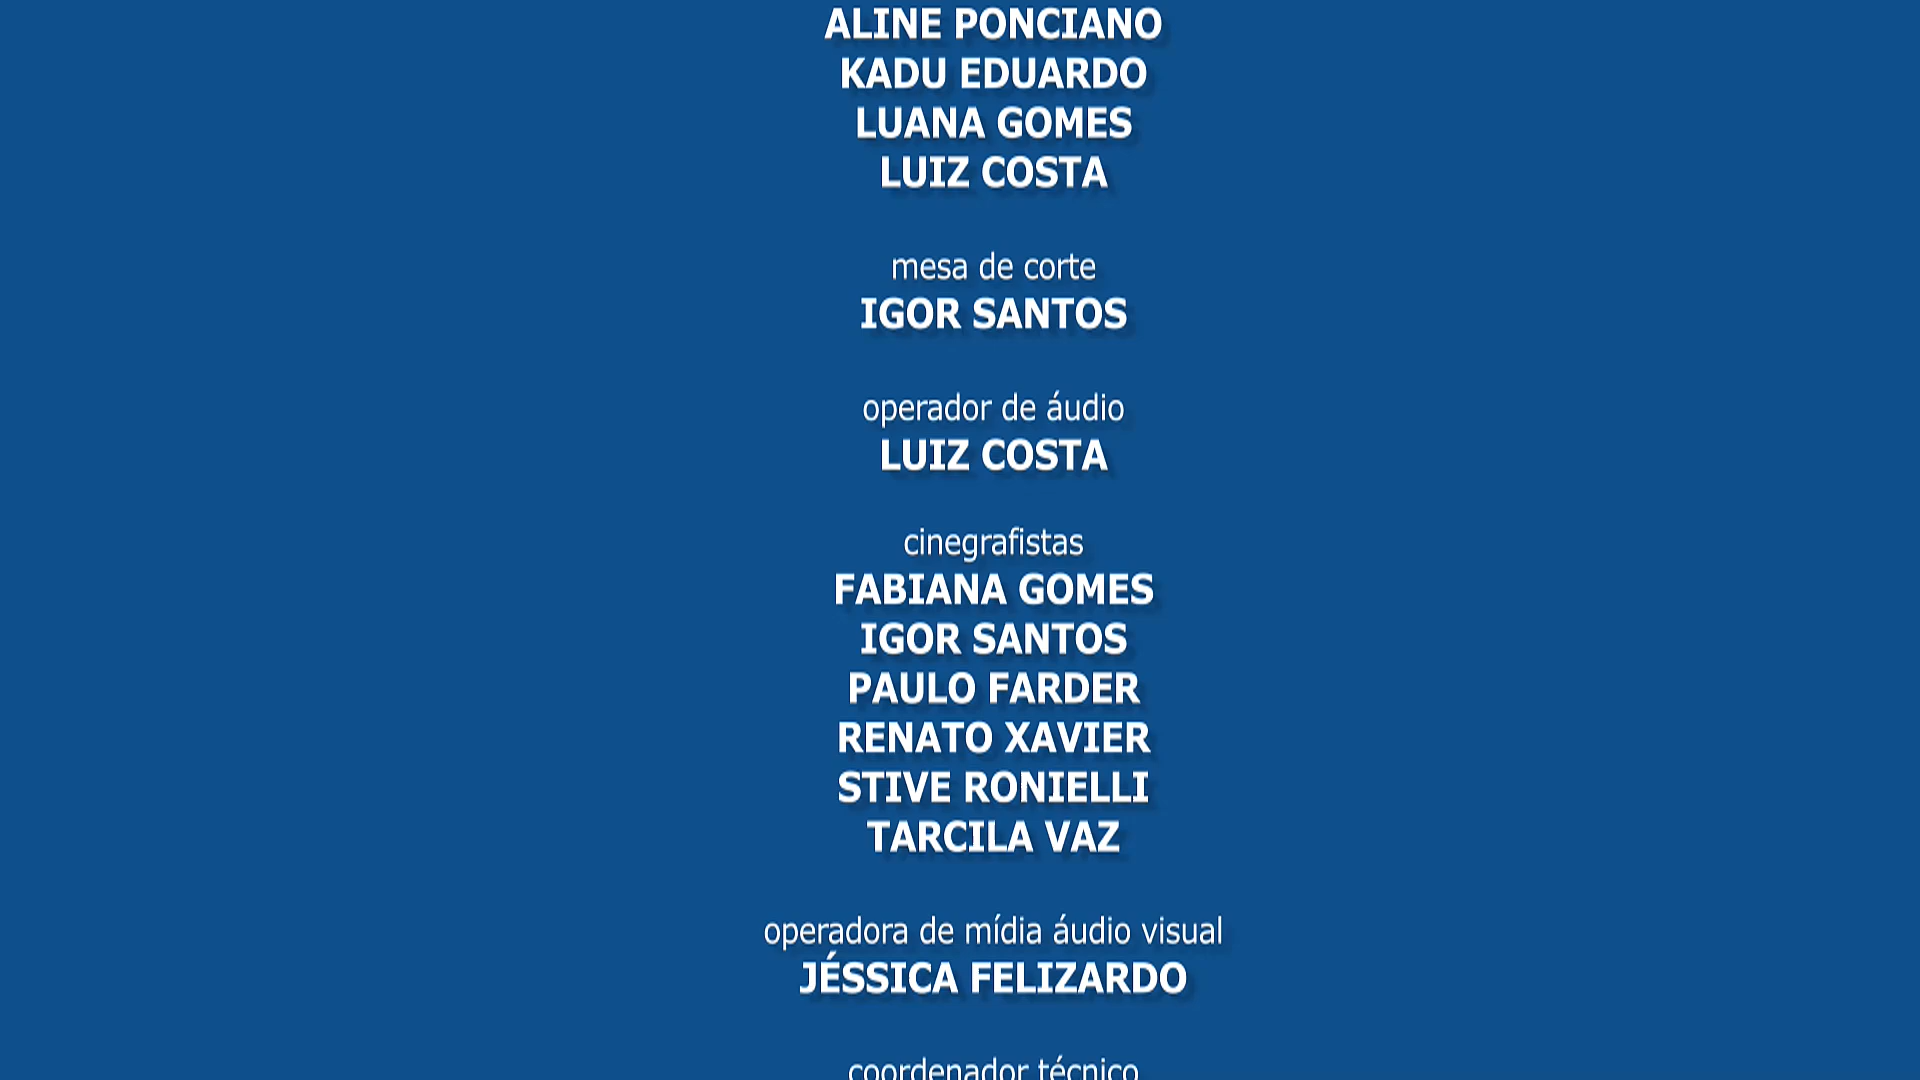 ALINE PONCIANO
KADU EDUARDO
LUANA GOMES
LUIZ COSTA
mesa de corte
IGOR SANTOS
operador de áudio
LUIZ COSTA
cinegrafistas
FABIANA GOMES
IGOR SANTOS
PAULO FARDER
RENATO XAVIER
STIVE RONIELLI
TARCILA VAZ
operadora de mídia áudio visual
JÉSSICA FELIZARDO
coordenador técnico